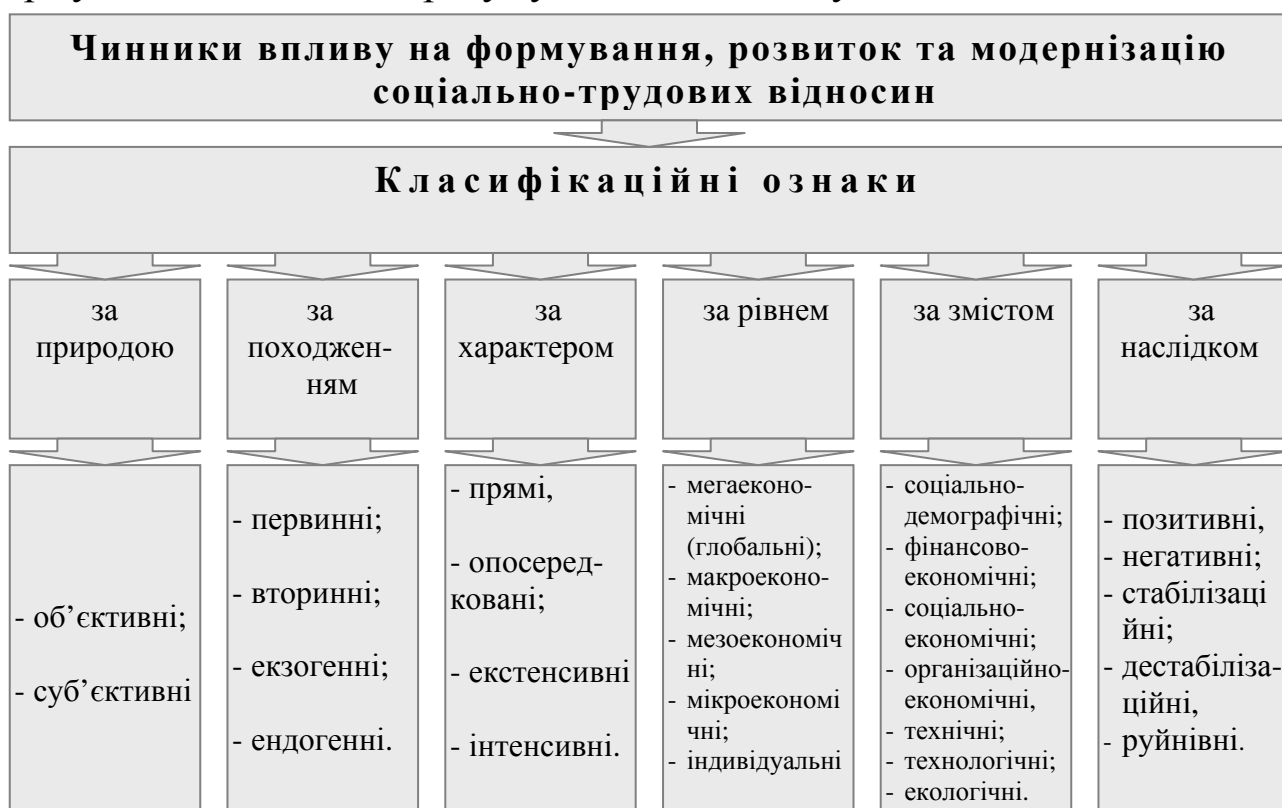 Чинники впливу на формування, розвиток та модернізацію
соціально-трудових відносин
Класифікаційні ознаки
за
природою
за
походжен-
ням
за
характером
за рівнем
за змістом
за
наслідком
- об’єктивні;
- суб’єктивні
- первинні;
- вторинні;
- екзогенні;
- ендогенні.
- прямі,
- опосеред-
ковані;
- екстенсивні
- інтенсивні.
- мегаеконо-
мічні
(глобальні);
- макроеконо-
мічні;
- мезоекономіч
ні;
- мікроекономі
чні;
- індивідуальні
- соціально-
демографічні;
- фінансово-
економічні;
- соціально-
економічні;
- організаційно-
економічні,
- технічні;
- технологічні;
- екологічні.
- позитивні,
- негативні;
- стабілізаці
йні;
- дестабіліза-
ційні,
- руйнівні.